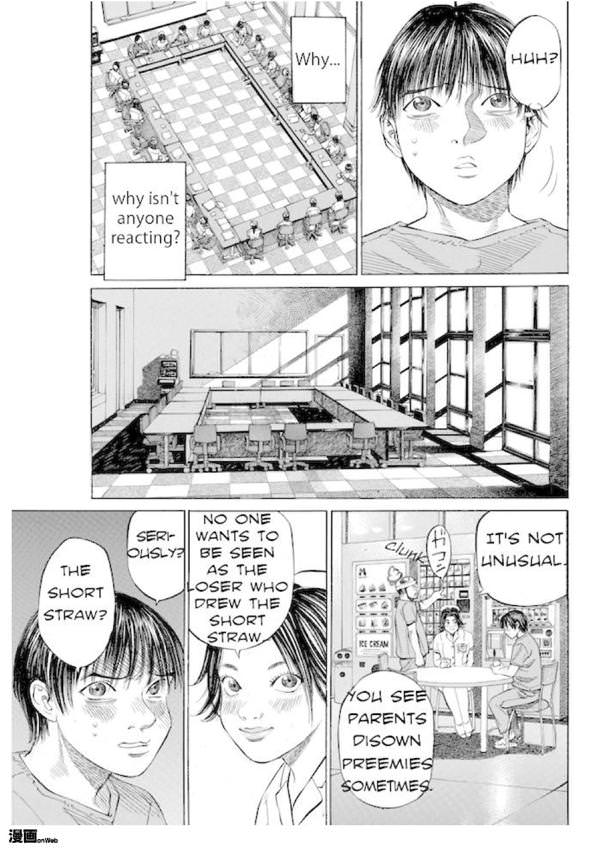 HUH?
Why...
why isn't
anyone
reacting?
IT'S NOT
UNUSUAL.
ガコン
Clunk
ICE CREAM
YOU SEE
PARENTS
DISOWN
PREEMIES
SOMETIMES.
NO ONE
WANTS TO
BE SEEN
AS THE
LOSER WHO
DREW THE
SHORT
STRAW.
SERI-
OUSLY?
THE
SHORT
STRAW?
漫画onWeb